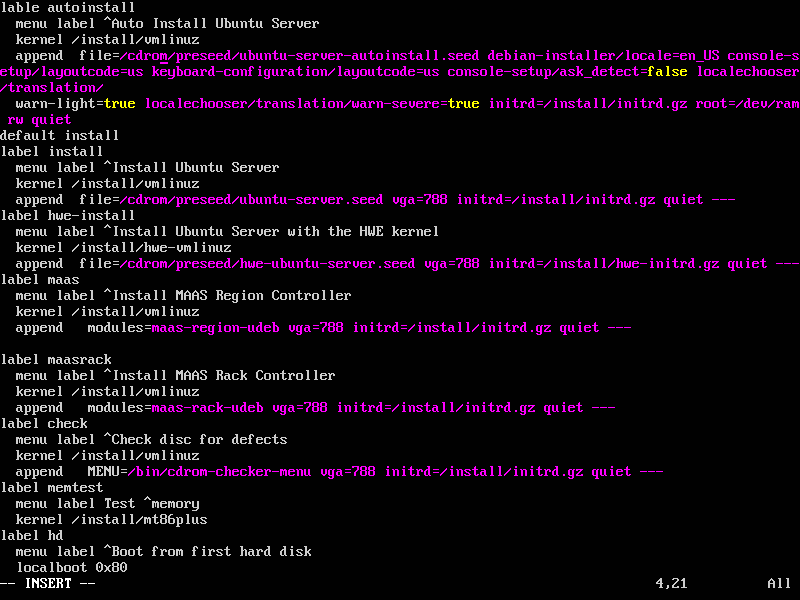 lable autoinstall
  menu label ^Auto Install Ubuntu Server
  kernel /install/vmlinuz
  append  file=/cdrom/preseed/ubuntu-server-autoinstall.seed debian-installer/locale=en_US console-s
etup/layoutcode=us keyboard-configuration/layoutcode=us console-setup/ask_detect=false localechooser
/translation/
  warn-light=true localechooser/translation/warn-severe=true initrd=/install/initrd.gz root=/dev/ram
 rw quiet
default install
label install
  menu label ^Install Ubuntu Server
  kernel /install/vmlinuz
  append  file=/cdrom/preseed/ubuntu-server.seed vga=788 initrd=/install/initrd.gz quiet ---
label hwe-install
  menu label ^Install Ubuntu Server with the HWE kernel
  kernel /install/hwe-vmlinuz
  append  file=/cdrom/preseed/hwe-ubuntu-server.seed vga=788 initrd=/install/hwe-initrd.gz quiet ---
label maas
  menu label ^Install MAAS Region Controller
  kernel /install/vmlinuz
  append   modules=maas-region-udeb vga=788 initrd=/install/initrd.gz quiet ---

label maasrack
  menu label ^Install MAAS Rack Controller
  kernel /install/vmlinuz
  append   modules=maas-rack-udeb vga=788 initrd=/install/initrd.gz quiet ---
label check
  menu label ^Check disc for defects
  kernel /install/vmlinuz
  append   MENU=/bin/cdrom-checker-menu vga=788 initrd=/install/initrd.gz quiet ---
label memtest
  menu label Test ^memory
  kernel /install/mt86plus
label hd
  menu label ^Boot from first hard disk
  localboot 0x80
-- INSERT -- 4,21 All